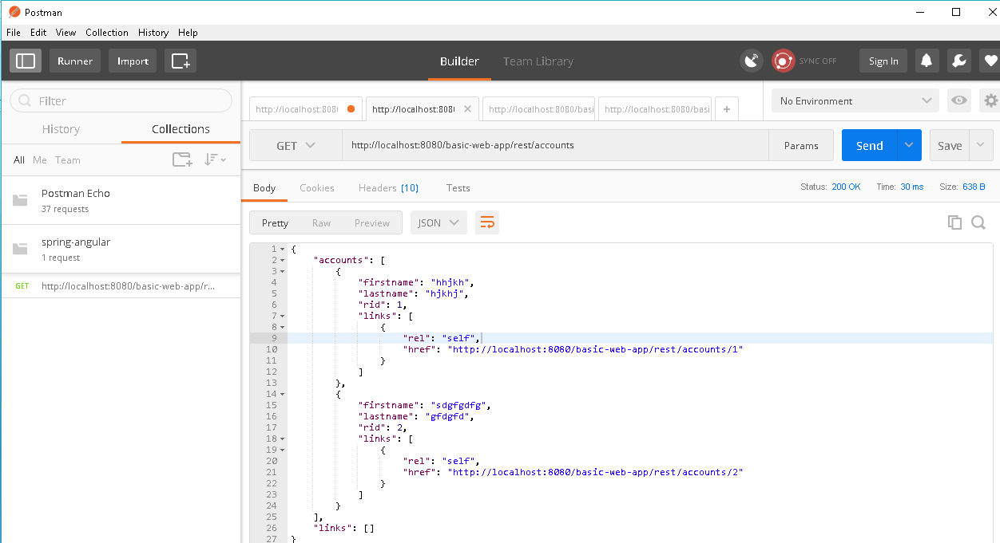 Postman
File Edit View Collection History Help
Runner Import Builder Team Library SYNC OFF Sign In
Filter
History Collections
All Me Team
Postman Echo
37 requests
spring-angular
1 request
GET http://localhost:8080/basic-web-app/r...
http://localhost:808 http://localhost:808 http://localhost:8080/basi http://localhost:8080/basi + No Environment
GET http://localhost:8080/basic-web-app/rest/accounts Params Send Save
Body Cookies Headers (10) Tests Status: 200 OK Time: 30 ms Size: 638 B
Pretty Raw Preview JSON
1 {
2 "accounts": [
3 {
4 "firstname": "hhjkh",
5 "lastname": "hjkhj",
6 "rid": 1,
7 "links": [
8 {
9 "rel": "self",
10 "href": "http://localhost:8080/basic-web-app/rest/accounts/1"
11 }
12 ]
13 },
14 {
15 "firstname": "sdgfgdfg",
16 "lastname": "gfdgfd",
17 "rid": 2,
18 "links": [
19 {
20 "rel": "self",
21 "href": "http://localhost:8080/basic-web-app/rest/accounts/2"
22 }
23 ]
24 }
25 ],
26 "links": []
27 }